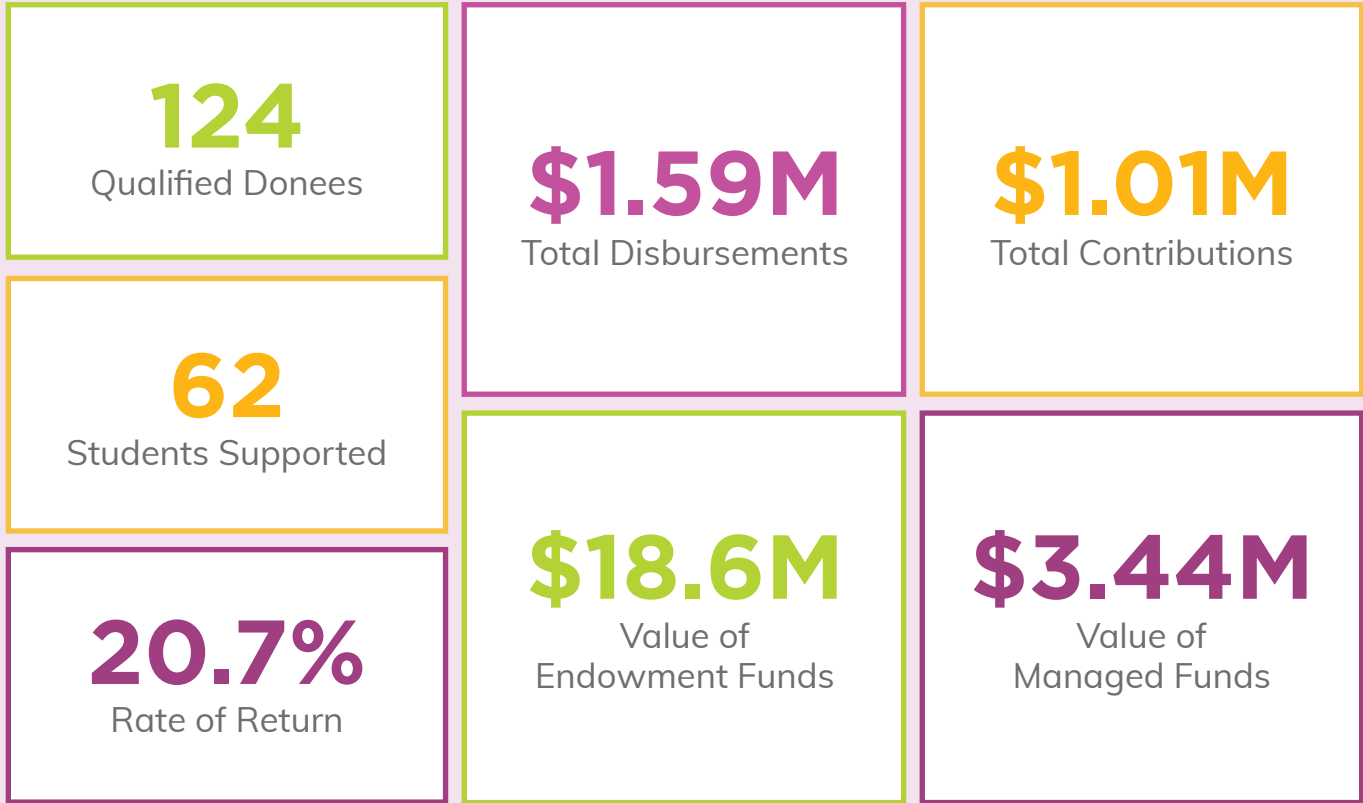 124
Qualified Donees
62
Students Supported
20.7%
Rate of Return
$1.59M
Total Disbursements
$18.6M
Value of
Endowment Funds
$1.01M
Total Contributions
$3.44M
Value of
Managed Funds